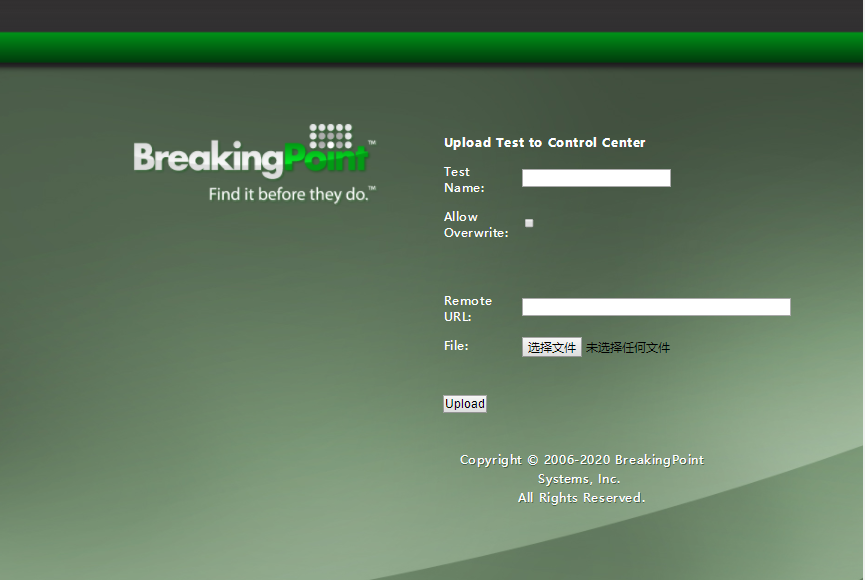 BreakingPoint™
Find it before they do.™
Upload Test to Control Center
Test
Name:
Allow
Overwrite:
Remote
URL:
File:
选择文件 未选择任何文件
Upload
Copyright © 2006-2020 BreakingPoint
Systems, Inc.
All Rights Reserved.